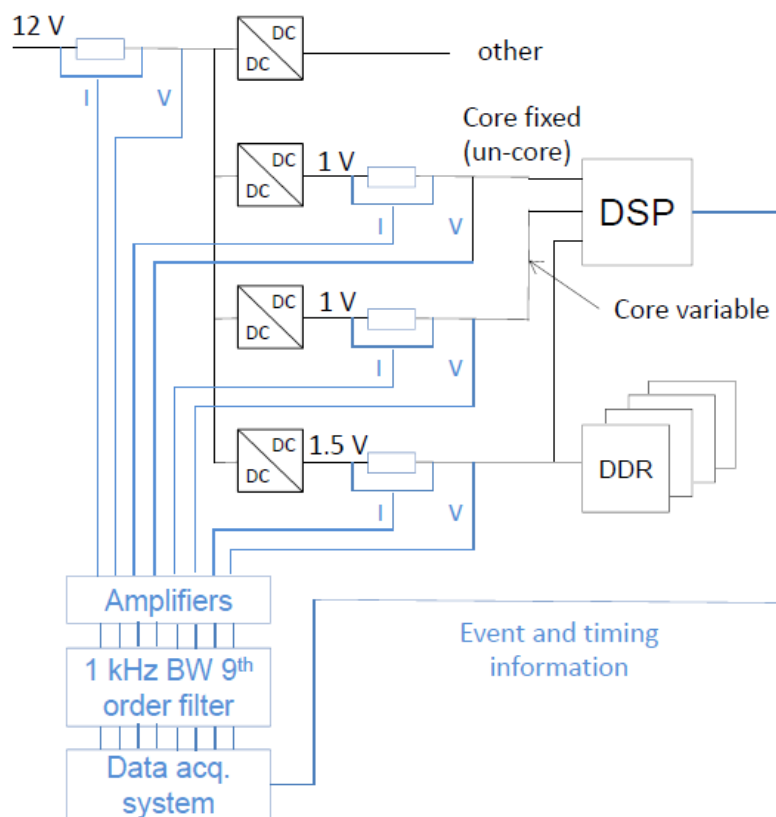 12 V
DC
DC
other
I
V
Core fixed
(un-core)
DC
DC
1 V
DSP
I
V
DC
DC
1 V
Core variable
I
V
DC
DC
1.5 V
DDR
I
V
Amplifiers
Event and timing
information
1 kHz BW 9th
order filter
Data acq.
system